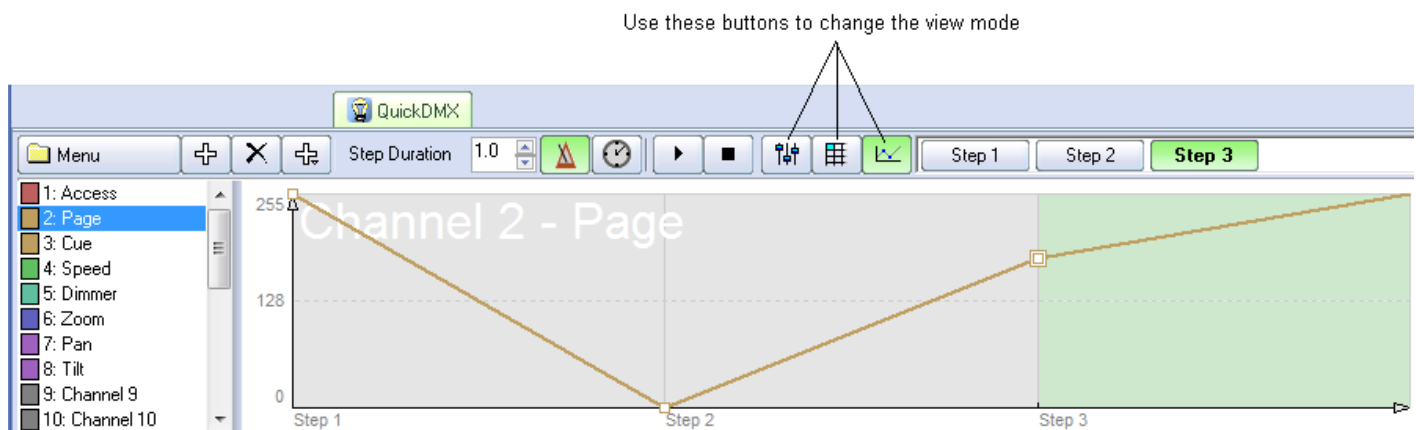 Use these buttons to change the view mode
QuickDMX
Menu
Step Duration
1.0
Step 1
Step 2
Step 3
1: Access
2: Page
3: Cue
4: Speed
5: Dimmer
6: Zoom
7: Pan
8: Tilt
9: Channel 9
10: Channel 10
255
Channel 2 - Page
128
0
Step 1
Step 2
Step 3